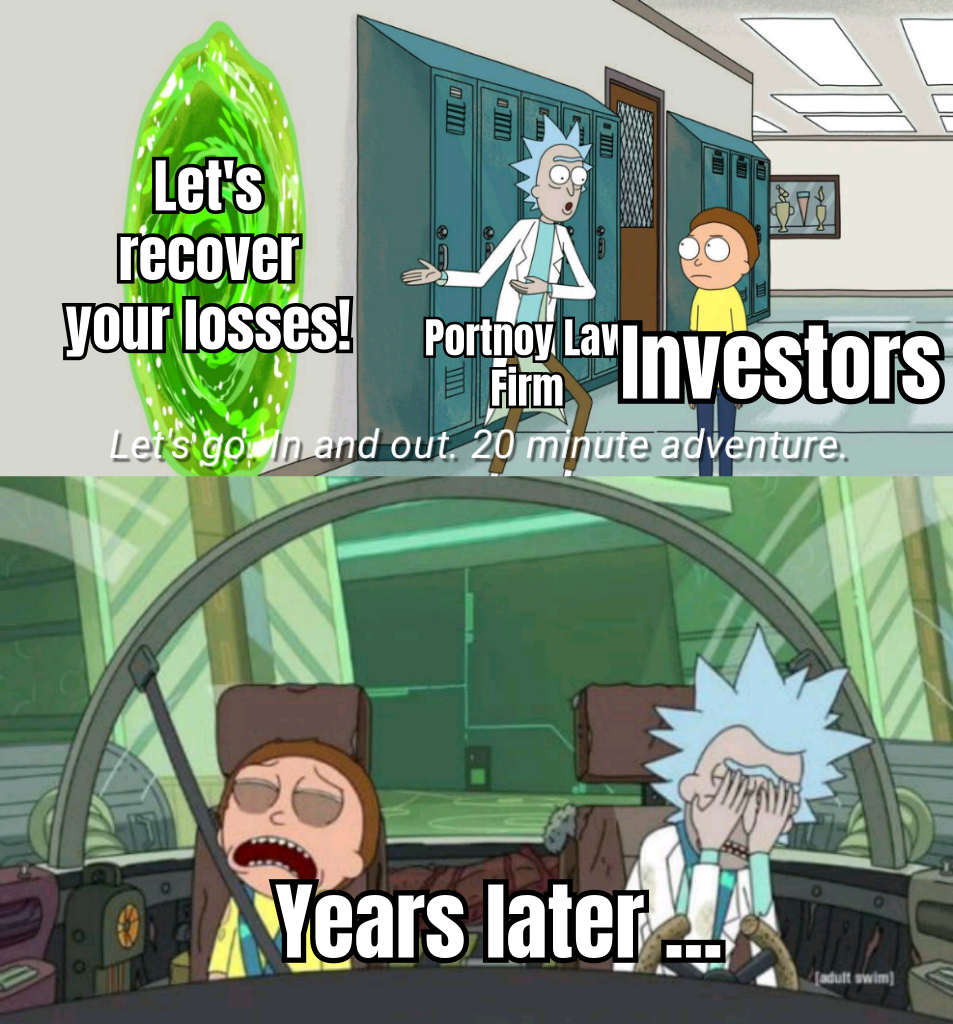 Let's
recover
your losses!
Portnoy Law
Firm
Investors
Let's go. In and out. 20 minute adventure.
Years later ...
[adult swim]